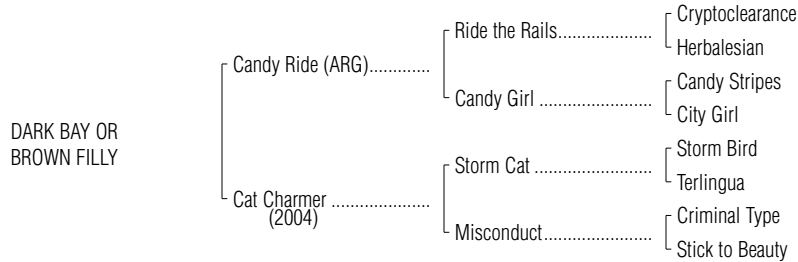 Cryptoclearance
Ride the Rails....................
Herbalesian
Candy Ride (ARG).............
Candy Stripes
Candy Girl .......................
City Girl
DARK BAY OR
BROWN FILLY
Storm Bird
Storm Cat ........................
Terlingua
Cat Charmer ....................
(2004)
Criminal Type
Misconduct......................
Stick to Beauty